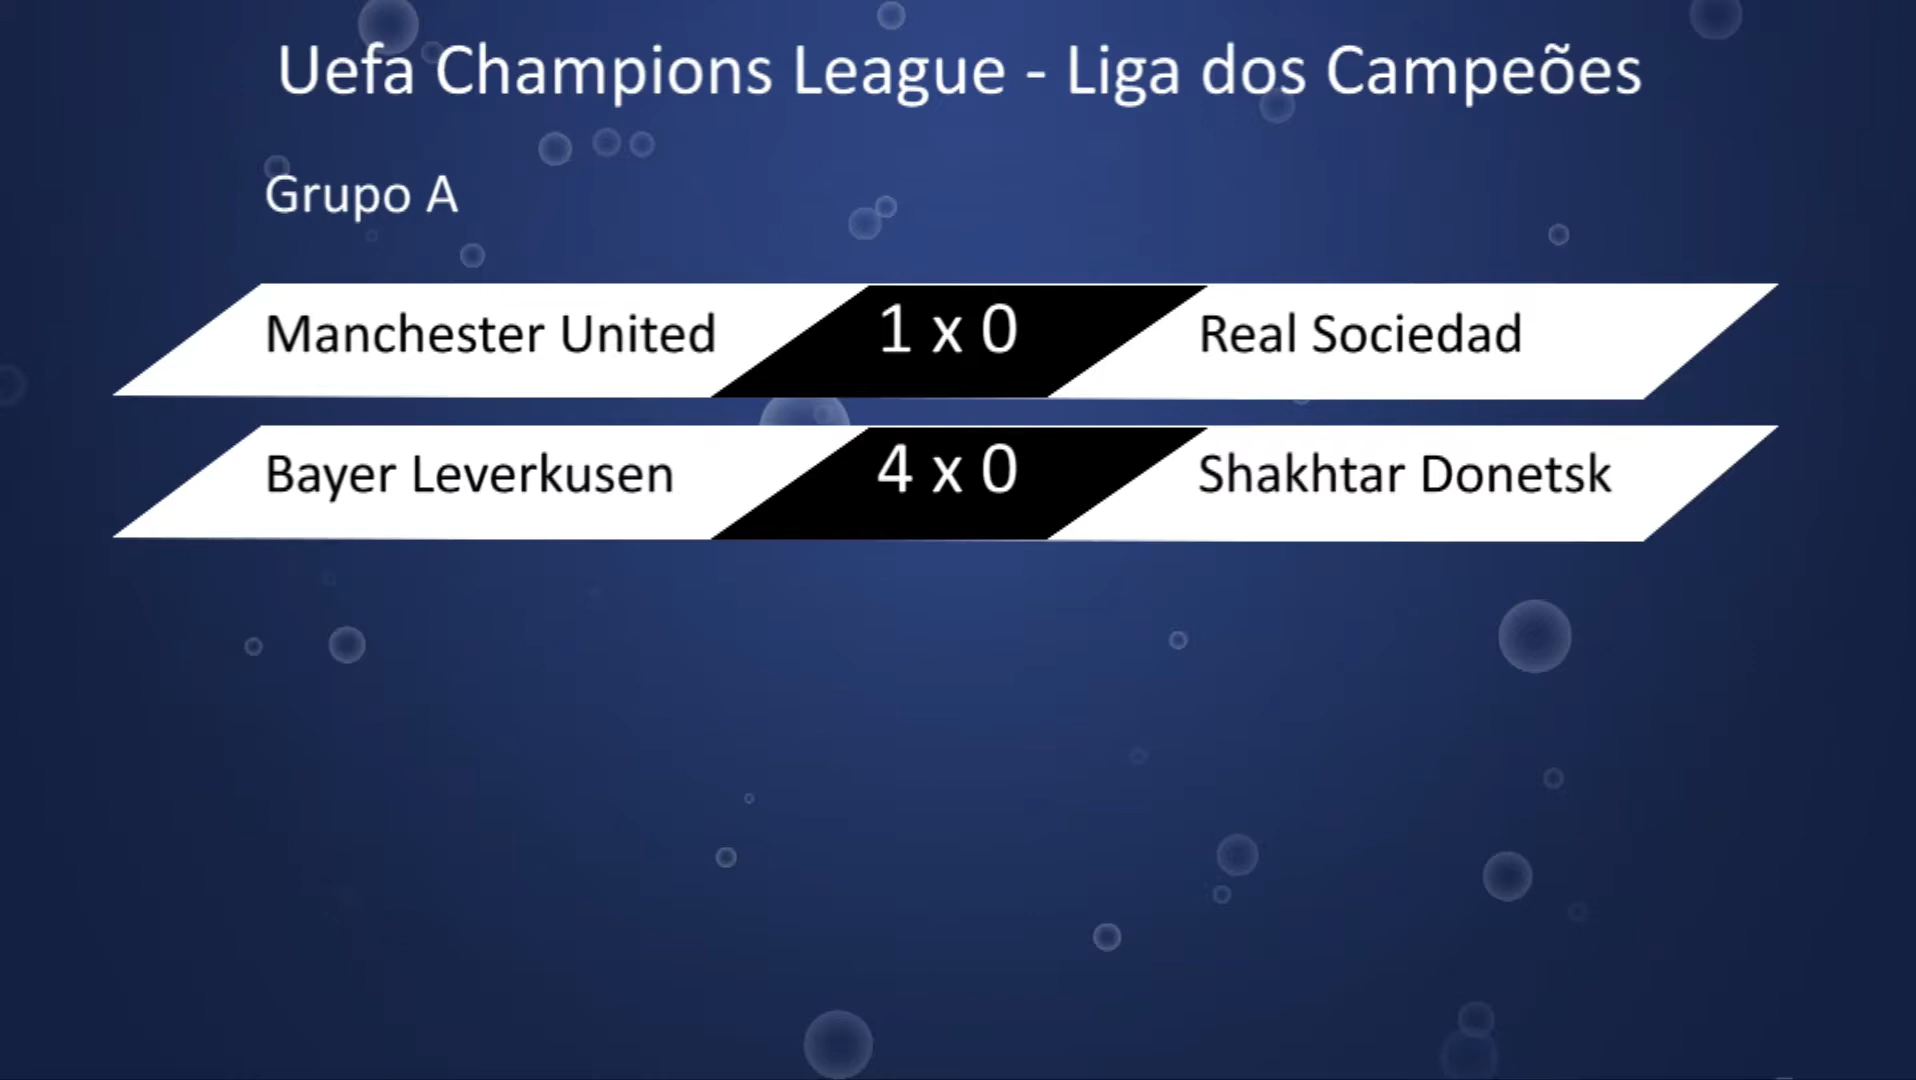 Uefa Champions League - Liga dos Campeões
Grupo A
Manchester United 1 x 0 Real Sociedad
Bayer Leverkusen 4 x 0 Shakhtar Donetsk